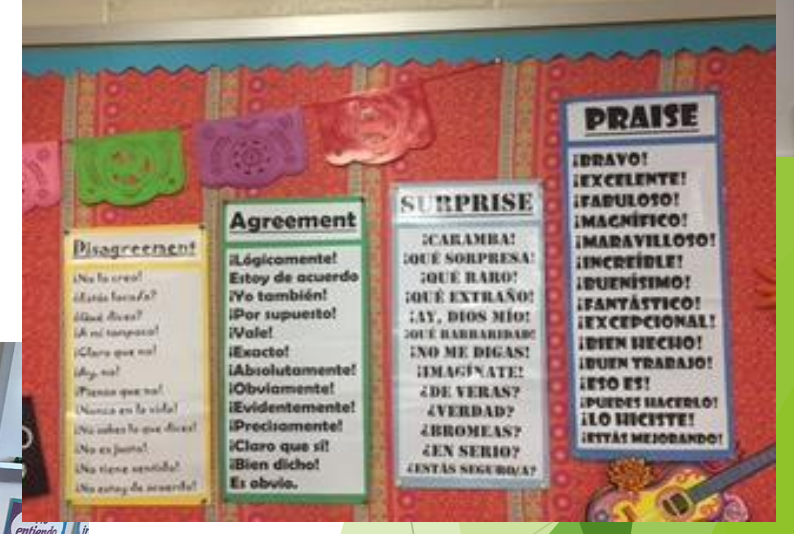 Disagreement
¡No lo creo!
¿Estás loco/a?
¿Qué dices?
¡A mí tampoco!
¡Claro que no!
¡Ay, no!
¡Pienso que no!
¡Nunca en la vida!
¡No sabes lo que dices!
¡No es justo!
¡No tiene sentido!
¡No estoy de acuerdo!
Agreement
¡Lógicamente!
Estoy de acuerdo
¡Yo también!
¡Por supuesto!
¡Vale!
¡Exacto!
¡Absolutamente!
¡Obviamente!
¡Evidentemente!
¡Precisamente!
¡Claro que sí!
¡Bien dicho!
Es obvio.
SURPRISE
¡CARAMBA!
¡QUÉ SORPRESA!
¡QUÉ RARO!
¡QUÉ EXTRAÑO!
¡AY, DIOS MÍO!
¡QUÉ BARBARIDAD!
¡NO ME DIGAS!
¡IMAGÍNATE!
¿DE VERAS?
¿VERDAD?
¿BROMEAS?
¿EN SERIO?
¿ESTÁS SEGURO/A?
PRAISE
¡BRAVO!
¡EXCELENTE!
¡FABULOSO!
¡MAGNÍFICO!
¡MARAVILLOSO!
¡INCREÍBLE!
¡BUENÍSIMO!
¡FANTÁSTICO!
¡EXCEPCIONAL!
¡BIEN HECHO!
¡BUEN TRABAJO!
¡ESO ES!
¡PUEDES HACERLO!
¡LO HICISTE!
¡ESTÁS MEJORANDO!
entiendo